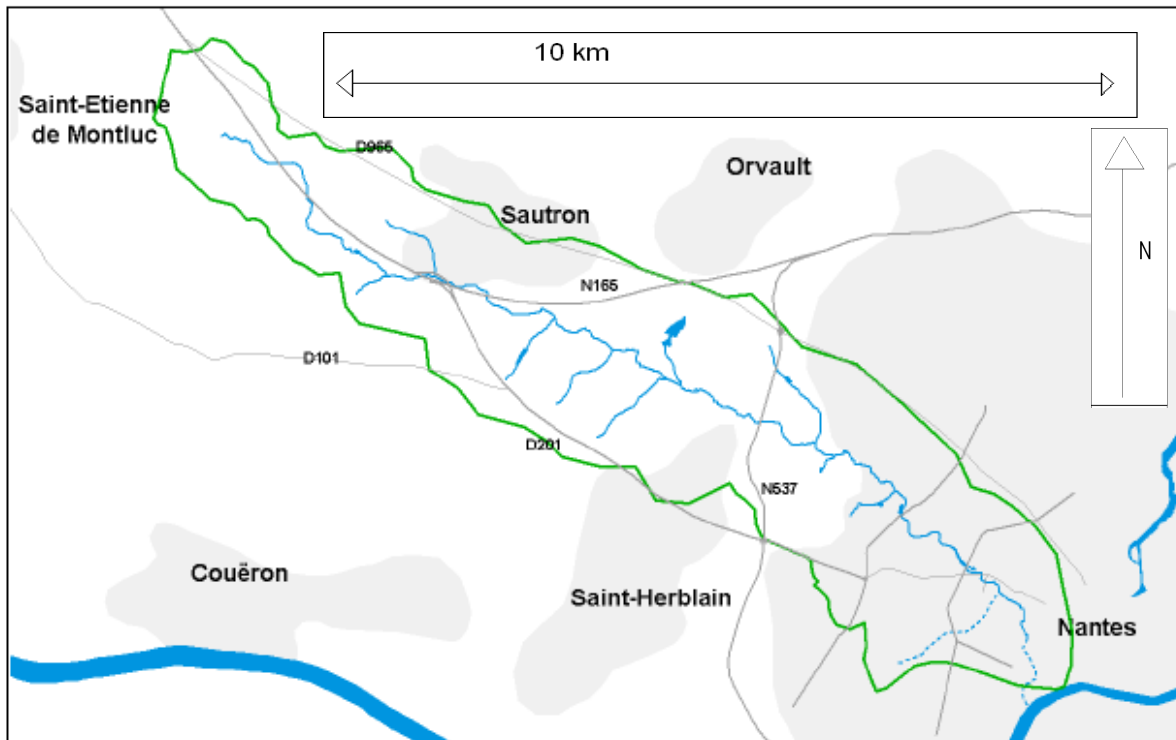 10 km
Saint-Etienne
de Montluc
D965
Orvault
N
Sautron
N165
D101
D201
N537
Couëron
Saint-Herblain
Nantes